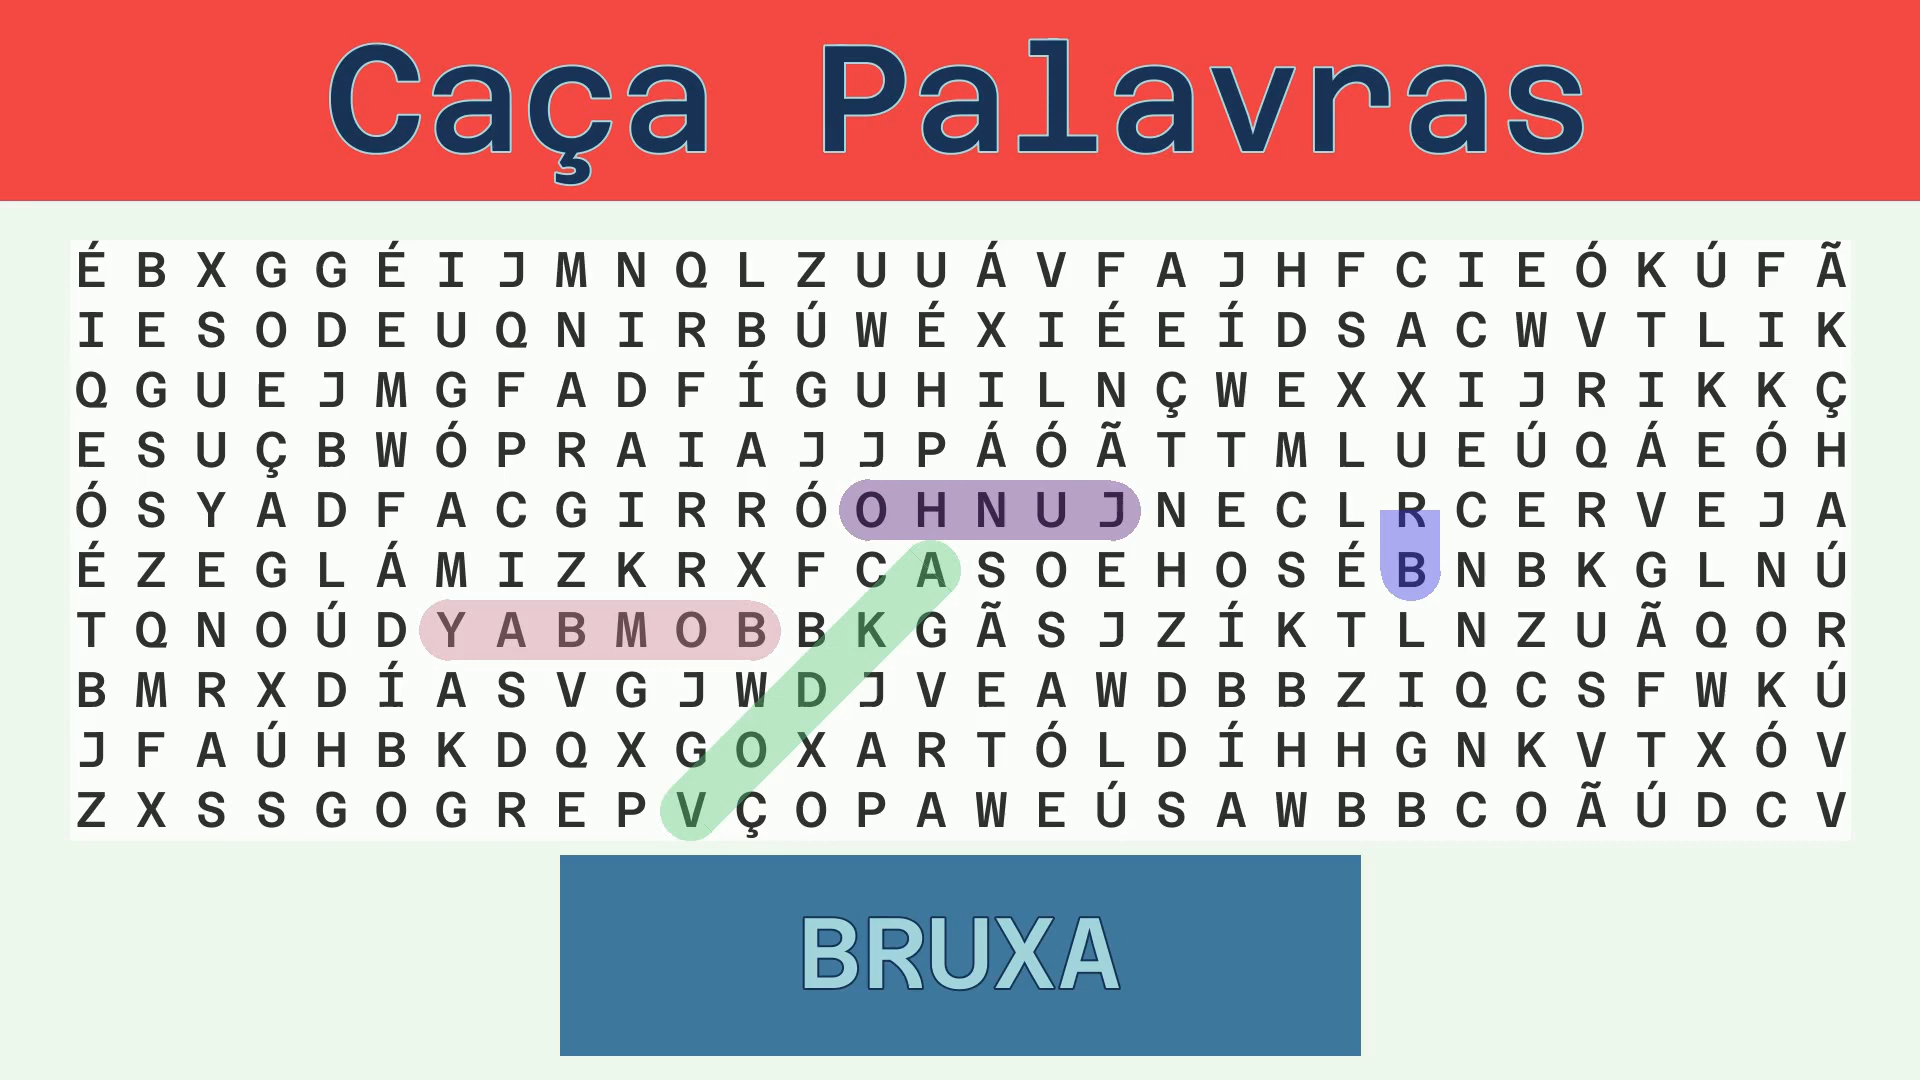 Caça Palavras
É B X G G É I J M N Q L Z U U Á V F A J H F C I E Ó K Ú F Ã
I E S O D E U Q N I R B Ú W É X I É E Í D S A C W V T L I K
Q G U E J M G F A D F Í G U H I L N Ç W E X X I J R I K K Ç
E S U Ç B W Ó P R A I A J J P Á Ó Ã T T M L U E Ú Q Á E Ó H
Ó S Y A D F A C G I R R Ó O H N U J N E C L R C E R V E J A
É Z E G L Á M I Z K R X F C A S O E H O S É B N B K G L N Ú
T Q N O Ú D Y A B M O B B K G Ã S J Z Í K T L N Z U Ã Q O R
B M R X D Í A S V G J W D J V E A W D B B Z I Q C S F W K Ú
J F A Ú H B K D Q X G O X A R T Ó L D Í H H G N K V T X Ó V
Z X S S G O G R E P V Ç O P A W E Ú S A W B B C O Ã Ú D C V
BRUXA